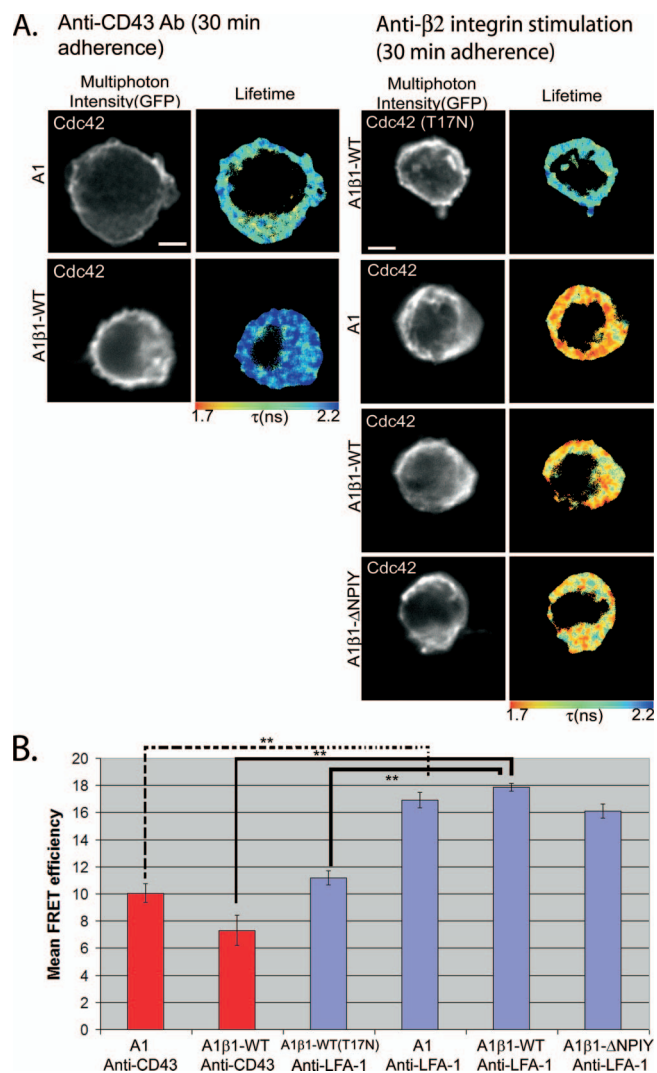 A.
Anti-CD43 Ab (30 min
adherence)
Anti-β2 integrin stimulation
(30 min adherence)
Multiphoton
Intensity(GFP)
Lifetime
Multiphoton
Intensity(GFP)
Lifetime
A1
Cdc42
A1β1-WT
Cdc42 (T17N)
A1β1-WT
Cdc42
A1
Cdc42
1.7 τ(ns) 2.2
A1β1-WT
Cdc42
A1β1-ΔNPIY
Cdc42
1.7 τ(ns) 2.2
B.
Mean FRET efficiency
20
18
16
14
12
10
8
6
4
2
0
**
**
**
A1
Anti-CD43
A1β1-WT
Anti-CD43
A1β1-WT(T17N)
Anti-LFA-1
A1
Anti-LFA-1
A1β1-WT
Anti-LFA-1
A1β1-ΔNPIY
Anti-LFA-1